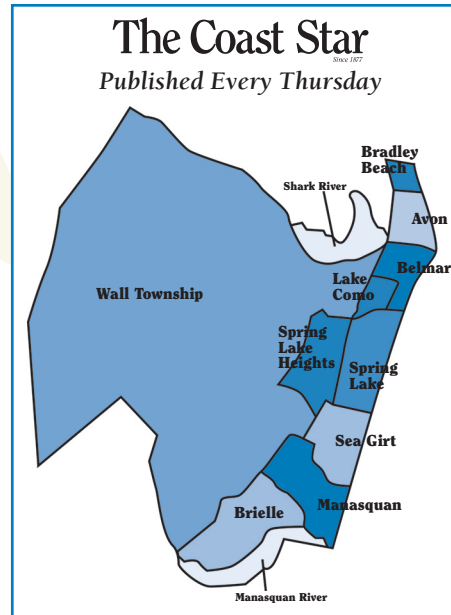 The Coast Star
Since 1877
Published Every Thursday
Bradley
Beach
Shark River
Avon
Belmar
Lake
Como
Wall Township
Spring
Lake
Heights
Spring
Lake
Sea Girt
Manasquan
Brielle
Manasquan River